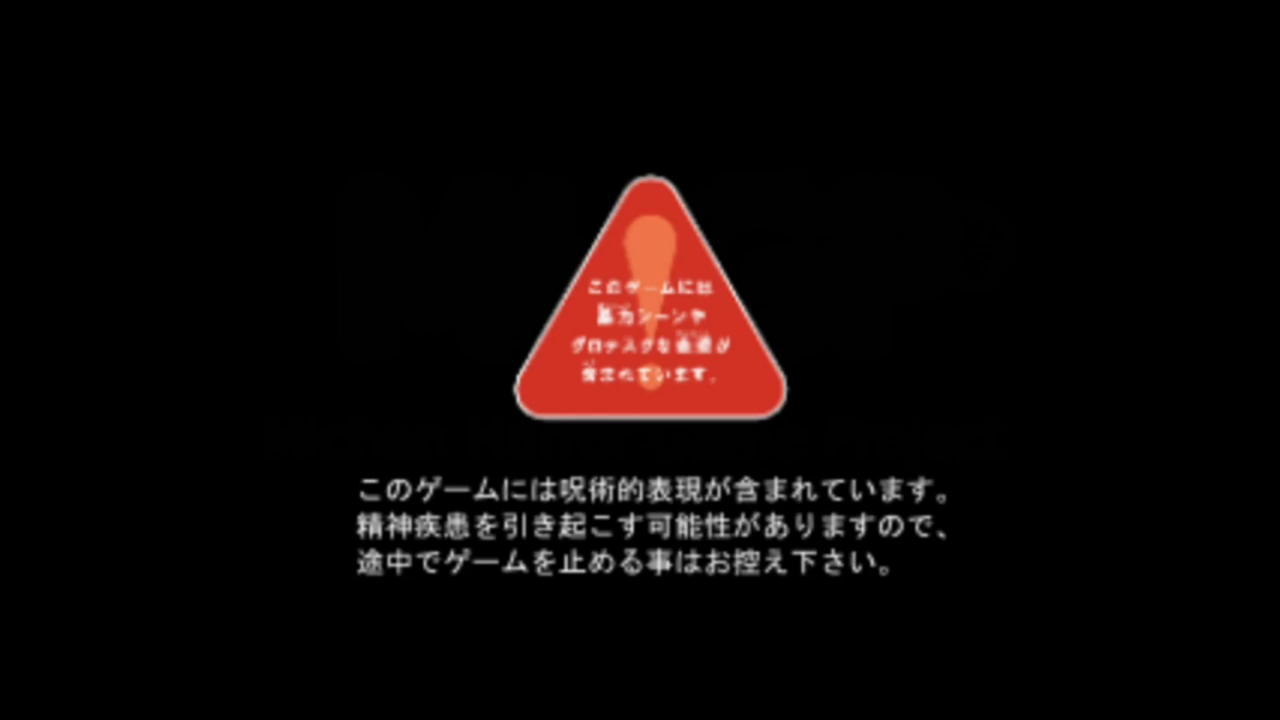 このゲームには
暴力シーンや
グロテスクな表現が
含まれています。
このゲームには呪術的表現が含まれています。
精神疾患を引き起こす可能性がありますので、
途中でゲームを止める事はお控え下さい。